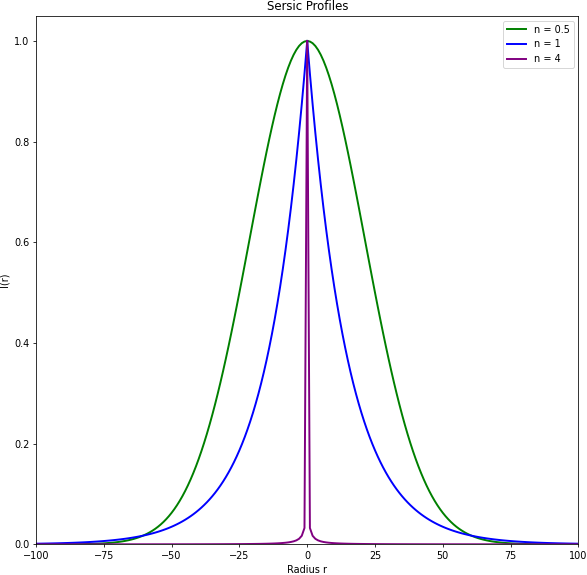 Sersic Profiles
n = 0.5
n = 1
n = 4
I(r)
1.0
0.8
0.6
0.4
0.2
0.0
−100 −75 −50 −25 0 25 50 75 100
Radius r